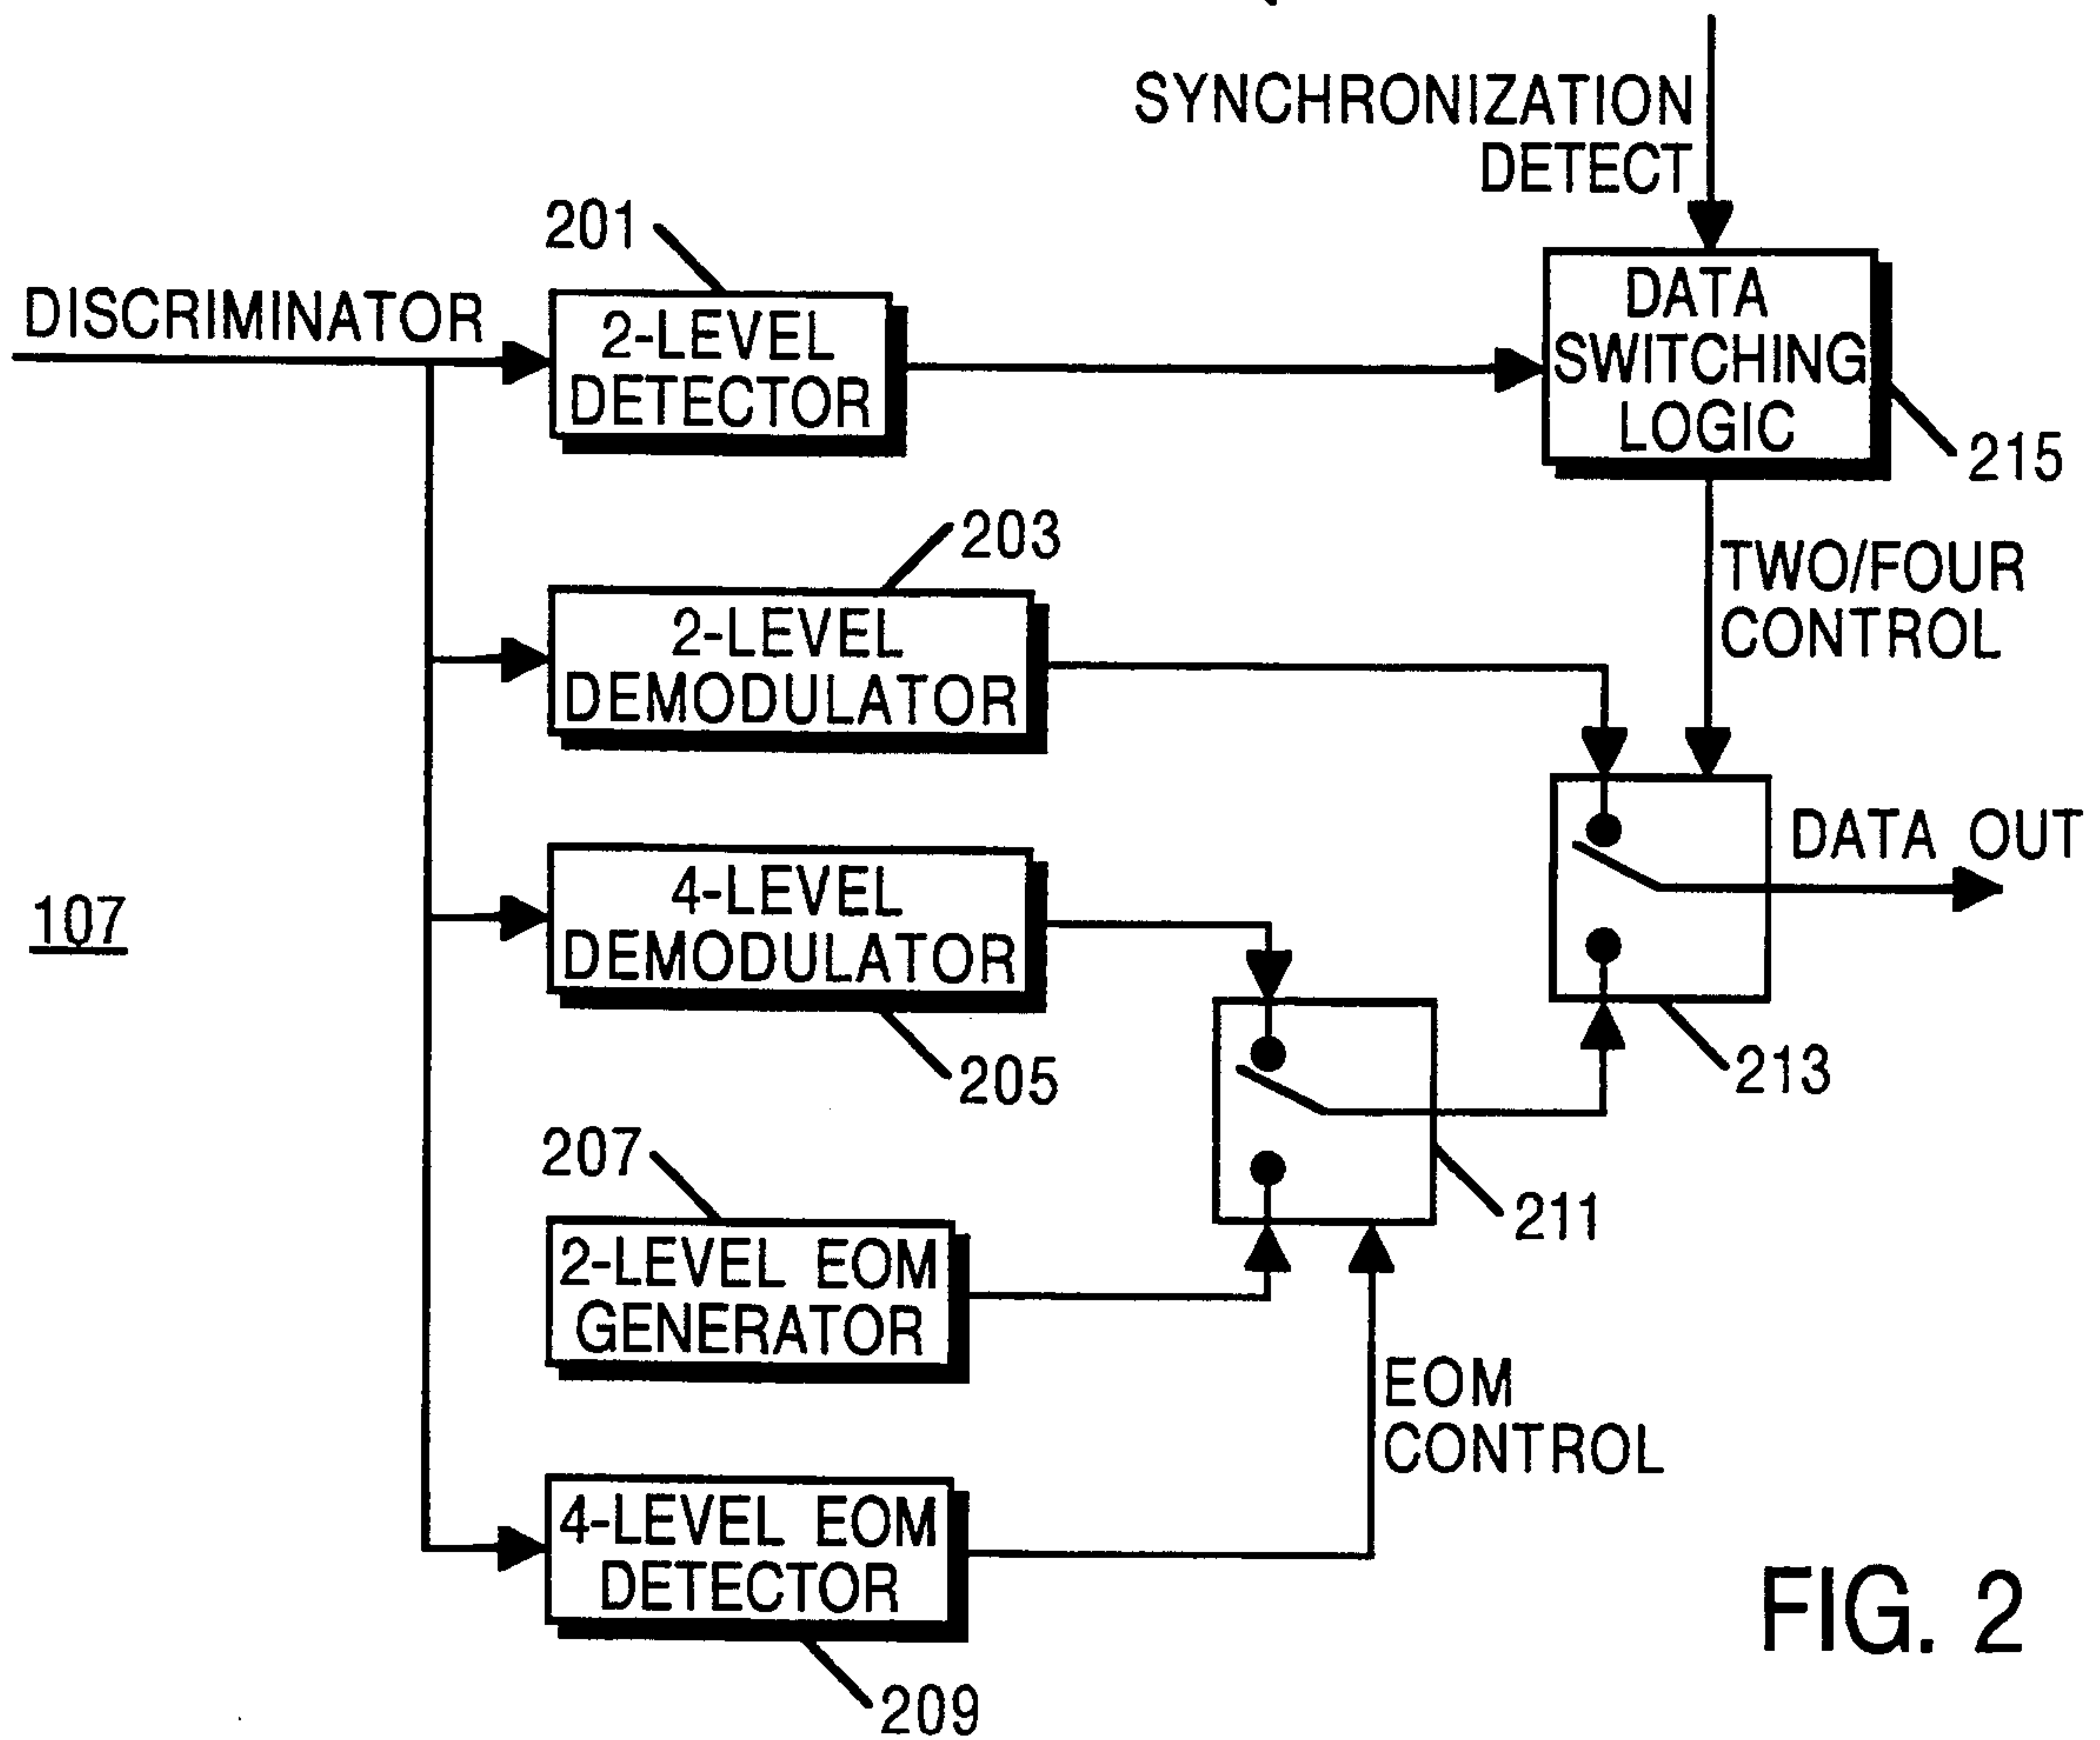 SYNCHRONIZATION
DETECT
201
DISCRIMINATOR
2-LEVEL
DETECTOR
DATA
SWITCHING
LOGIC
215
203
2-LEVEL
DEMODULATOR
TWO/FOUR
CONTROL
107
4-LEVEL
DEMODULATOR
205
DATA OUT
213
207
2-LEVEL EOM
GENERATOR
211
EOM
CONTROL
4-LEVEL EOM
DETECTOR
209
FIG. 2